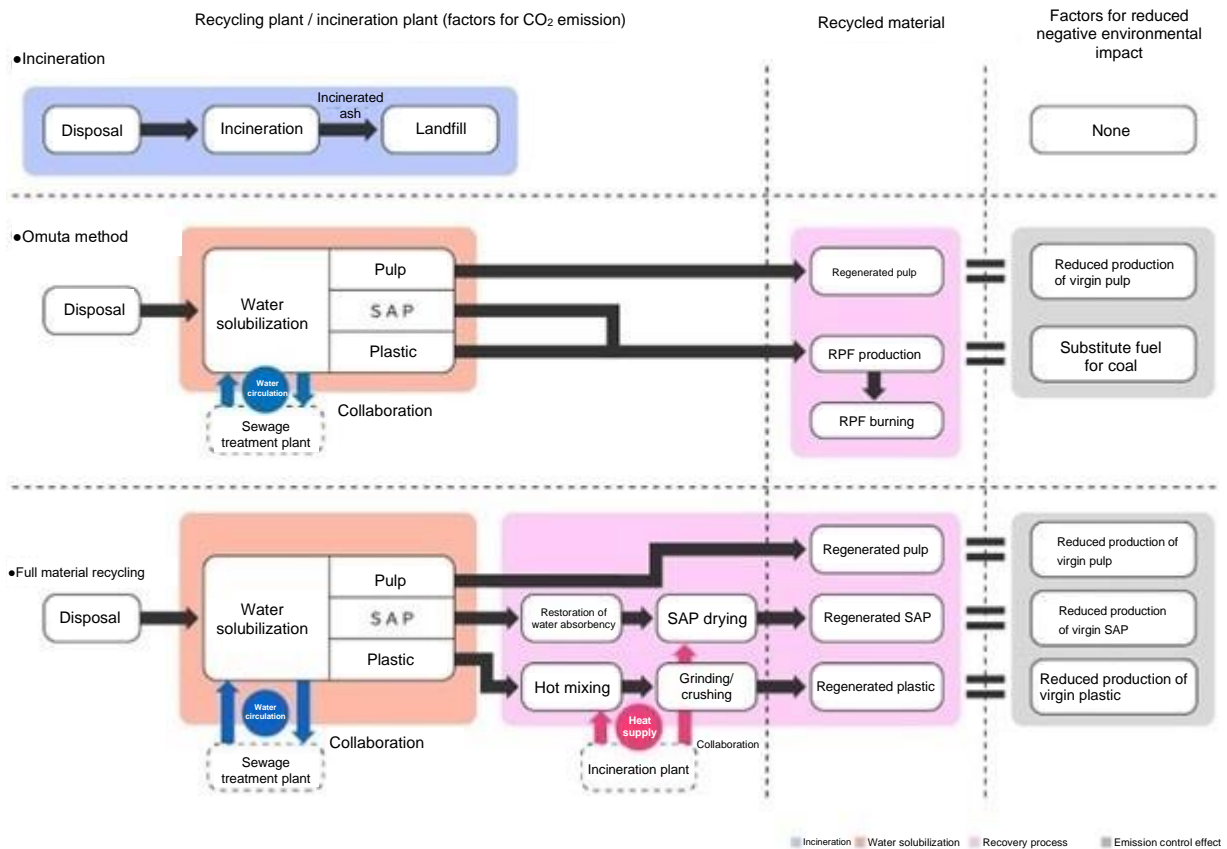 Recycling plant / incineration plant (factors for CO₂ emission)
Recycled material
Factors for reduced
negative environmental
impact
●Incineration
Disposal
Incineration
Incinerated
ash
Landfill
None
●Omuta method
Disposal
Water
solubilization
Pulp
SAP
Plastic
Water
circulation
Collaboration
Sewage
treatment plant
Regenerated pulp
RPF production
RPF burning
Reduced production
of virgin pulp
Substitute fuel
for coal
●Full material recycling
Disposal
Water
solubilization
Pulp
SAP
Plastic
Water
circulation
Collaboration
Sewage
treatment plant
Restoration of
water absorbency
SAP drying
Hot mixing
Grinding/
crushing
Heat
supply
Collaboration
Incineration plant
Regenerated pulp
Regenerated SAP
Regenerated plastic
Reduced production of
virgin pulp
Reduced production
of virgin SAP
Reduced production of
virgin plastic
Incineration
Water solubilization
Recovery process
Emission control effect